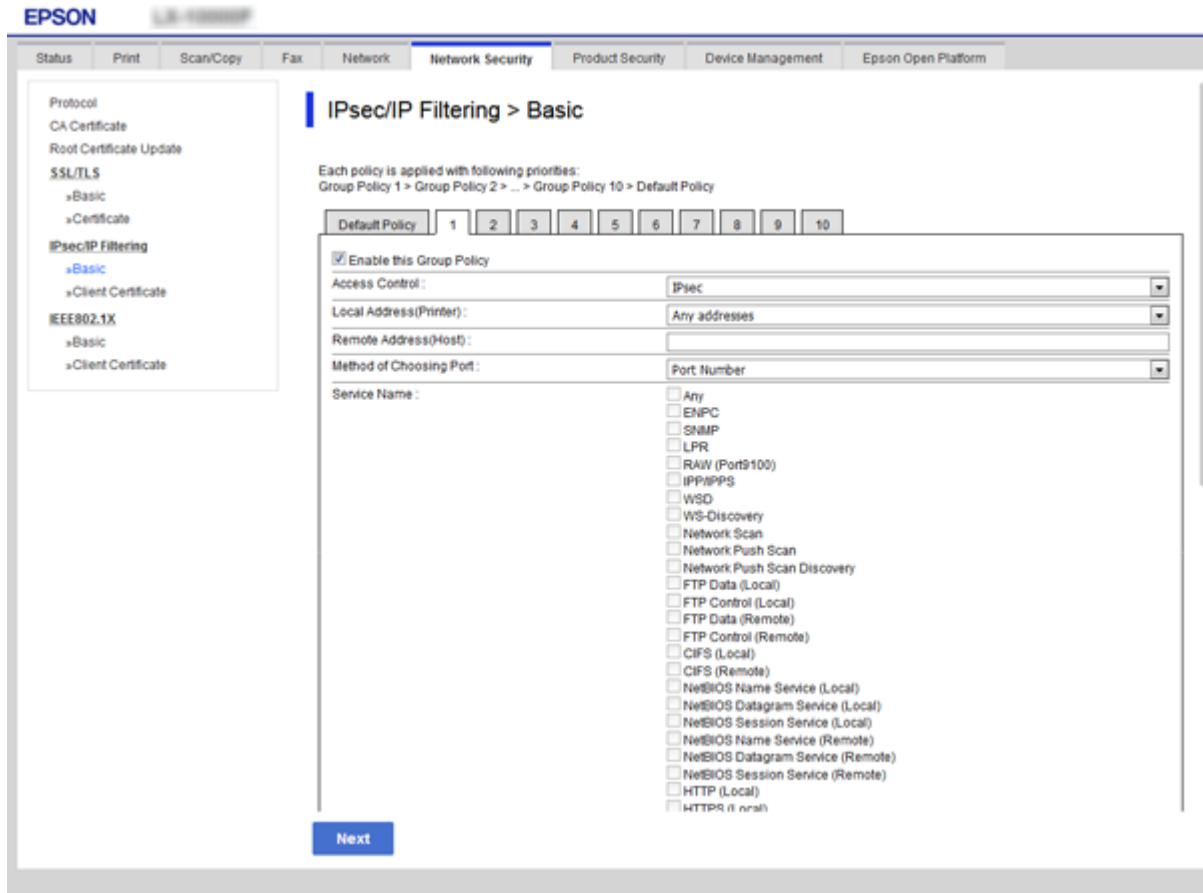 EPSON
Status Print Scan/Copy Fax Network Network Security Product Security Device Management Epson Open Platform
Protocol
CA Certificate
Root Certificate Update
SSL/TLS
»Basic
»Certificate
IPsec/IP Filtering
»Basic
»Client Certificate
IEEE802.1X
»Basic
»Client Certificate
IPsec/IP Filtering > Basic
Each policy is applied with following priorities:
Group Policy 1 > Group Policy 2 > ... > Group Policy 10 > Default Policy
Default Policy 1 2 3 4 5 6 7 8 9 10
Enable this Group Policy
Access Control : IPsec
Local Address(Printer) : Any addresses
Remote Address(Host) :
Method of Choosing Port : Port Number
Service Name : Any
ENPC
SNMP
LPR
RAW (Port9100)
IPP/IPPS
WSD
WS-Discovery
Network Scan
Network Push Scan
Network Push Scan Discovery
FTP Data (Local)
FTP Control (Local)
FTP Data (Remote)
FTP Control (Remote)
CIFS (Local)
CIFS (Remote)
NetBIOS Name Service (Local)
NetBIOS Datagram Service (Local)
NetBIOS Session Service (Local)
NetBIOS Name Service (Remote)
NetBIOS Datagram Service (Remote)
NetBIOS Session Service (Remote)
HTTP (Local)
HTTPS (Local)
Next